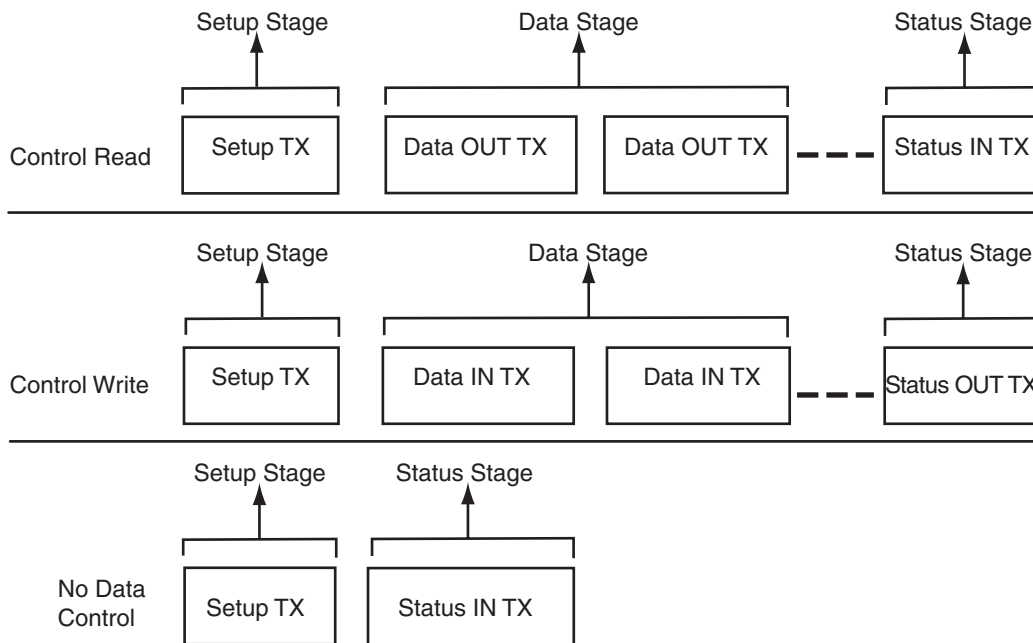 Setup Stage Data Stage Status Stage
Control Read Setup TX Data OUT TX Data OUT TX Status IN TX
Setup Stage Data Stage Status Stage
Control Write Setup TX Data IN TX Data IN TX Status OUT TX
Setup Stage Status Stage
No Data
Control Setup TX Status IN TX